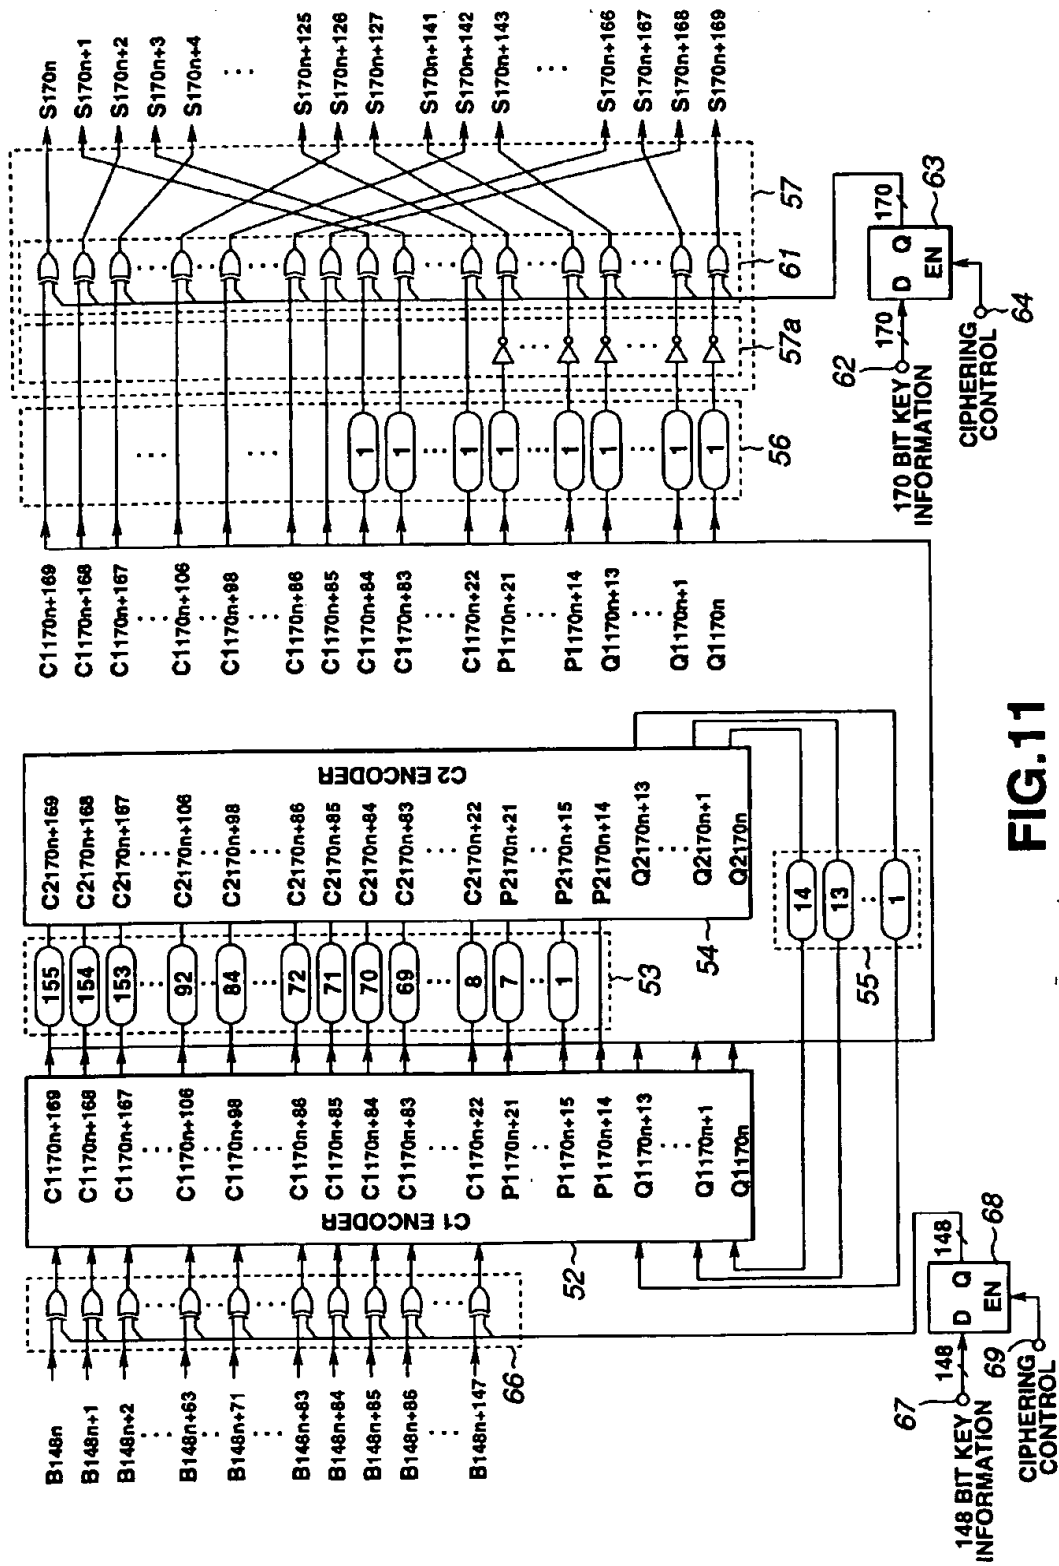 B148n
B148n+1
B148n+2
B148n+63
B148n+71
B148n+83
B148n+84
B148n+85
B148n+86
B148n+147
66
67
148 BIT KEY
INFORMATION
148
D Q
EN
148
68
69
CIPHERING
CONTROL
C1 ENCODER
52
C1170n+169
C1170n+168
C1170n+167
C1170n+106
C1170n+98
C1170n+86
C1170n+85
C1170n+84
C1170n+83
C1170n+22
P1170n+21
P1170n+15
P1170n+14
Q1170n+13
Q1170n+1
Q1170n
155
154
153
92
84
72
71
70
69
8
7
1
53
C2170n+169
C2170n+168
C2170n+167
C2170n+106
C2170n+98
C2170n+86
C2170n+85
C2170n+84
C2170n+83
C2170n+22
P2170n+21
P2170n+15
P2170n+14
Q2170n+13
Q2170n+1
Q2170n
C2 ENCODER
54
14
13
1
55
C1170n+169
C1170n+168
C1170n+167
C1170n+106
C1170n+98
C1170n+86
C1170n+85
C1170n+84
C1170n+83
C1170n+22
P1170n+21
P1170n+14
Q1170n+13
Q1170n+1
Q1170n
1
1
1
1
1
1
1
1
56
57a
61
57
62
170 BIT KEY
INFORMATION
170
D Q
EN
170
63
64
CIPHERING
CONTROL
S170n
S170n+1
S170n+2
S170n+3
S170n+4
S170n+125
S170n+126
S170n+127
S170n+141
S170n+142
S170n+143
S170n+166
S170n+167
S170n+168
S170n+169
FIG.11